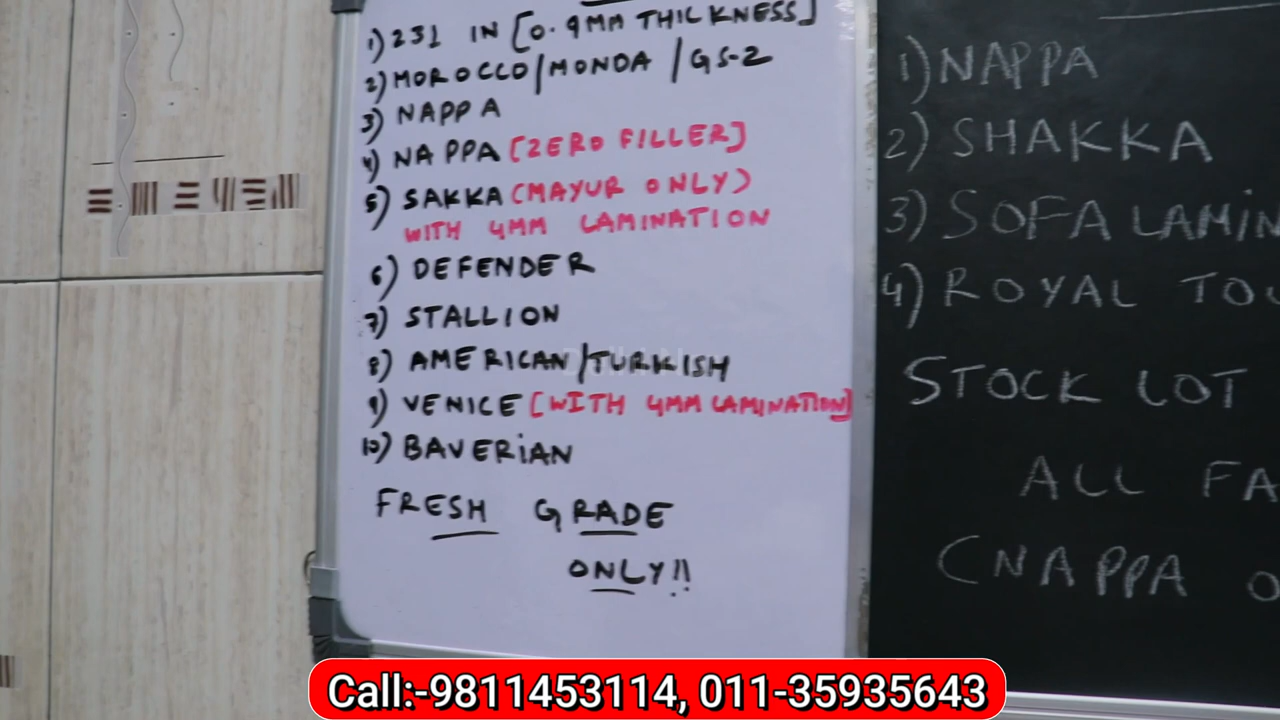 1) 231 IN [0.9MM THICKNESS]
2) MOROCCO/MONDA/GS-2
3) NAPPA
4) NAPPA [ZERO FILLER]
5) SAKKA (MAYUR ONLY)
WITH 4MM LAMINATION
6) DEFENDER
7) STALLION
8) AMERICAN/TURKISH
9) VENICE [WITH 4MM LAMINATION]
10) BAVERiAN
FRESH GRADE
ONLY!!
1) NAPPA
2) SHAKKA
3) SOFA LAMiN
4) ROYAL TOU
STOCK LOT
ALL FA
(NAPPA O
Call:-9811453114, 011-35935643